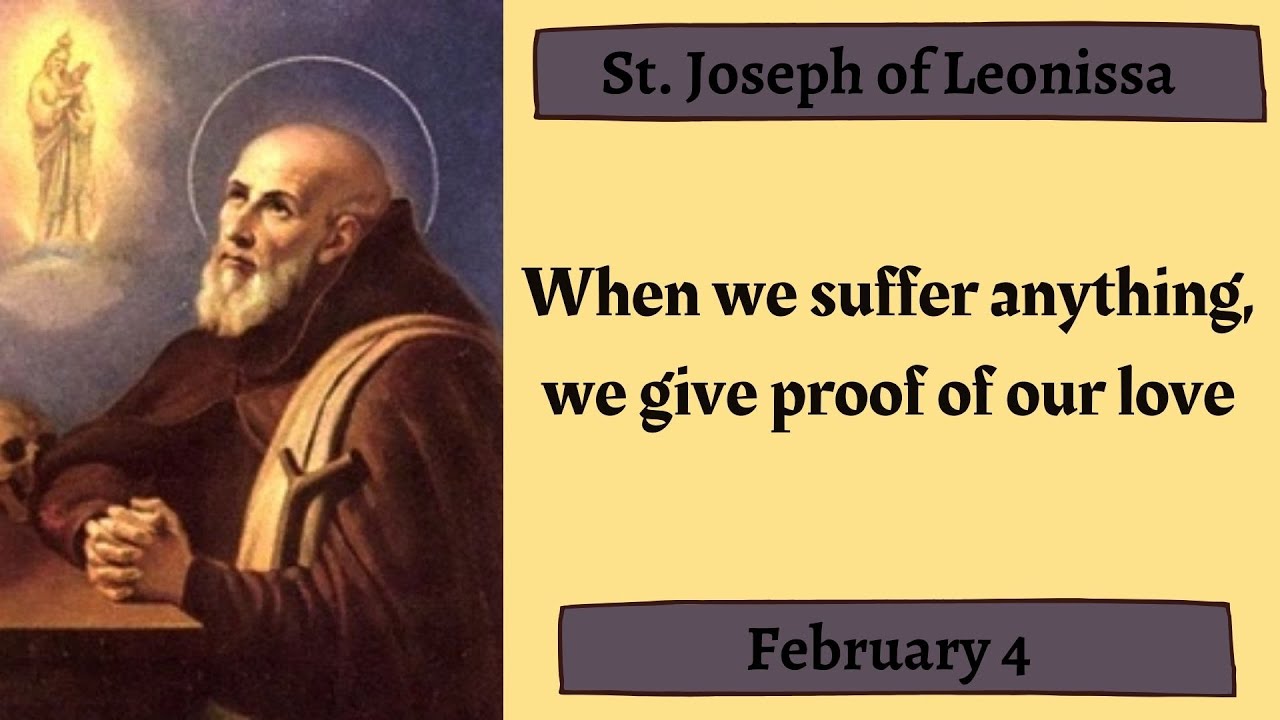 St. Joseph of Leonissa
When we suffer anything,
we give proof of our love
February 4